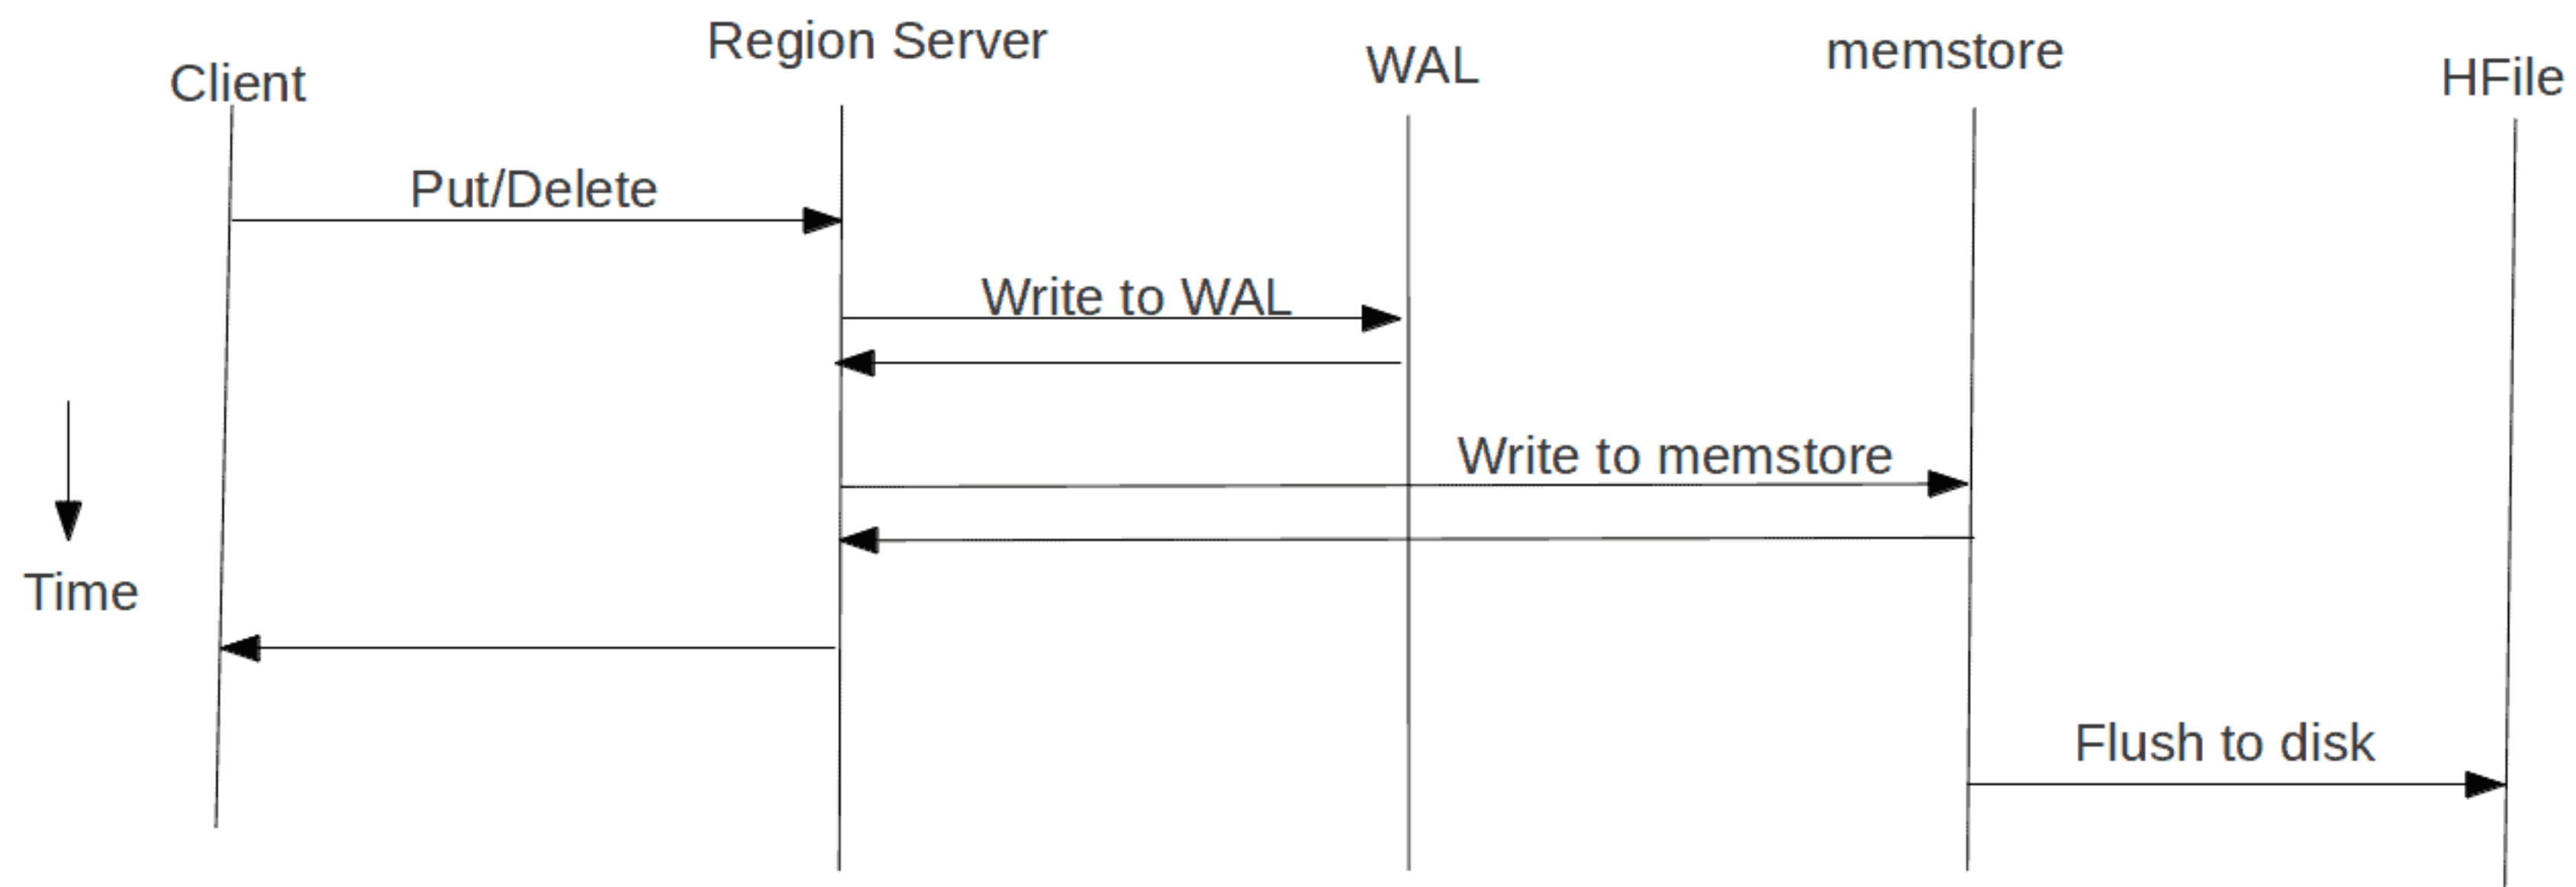 Client
Region Server
WAL
memstore
HFile
Put/Delete
Write to WAL
Write to memstore
Time
Flush to disk